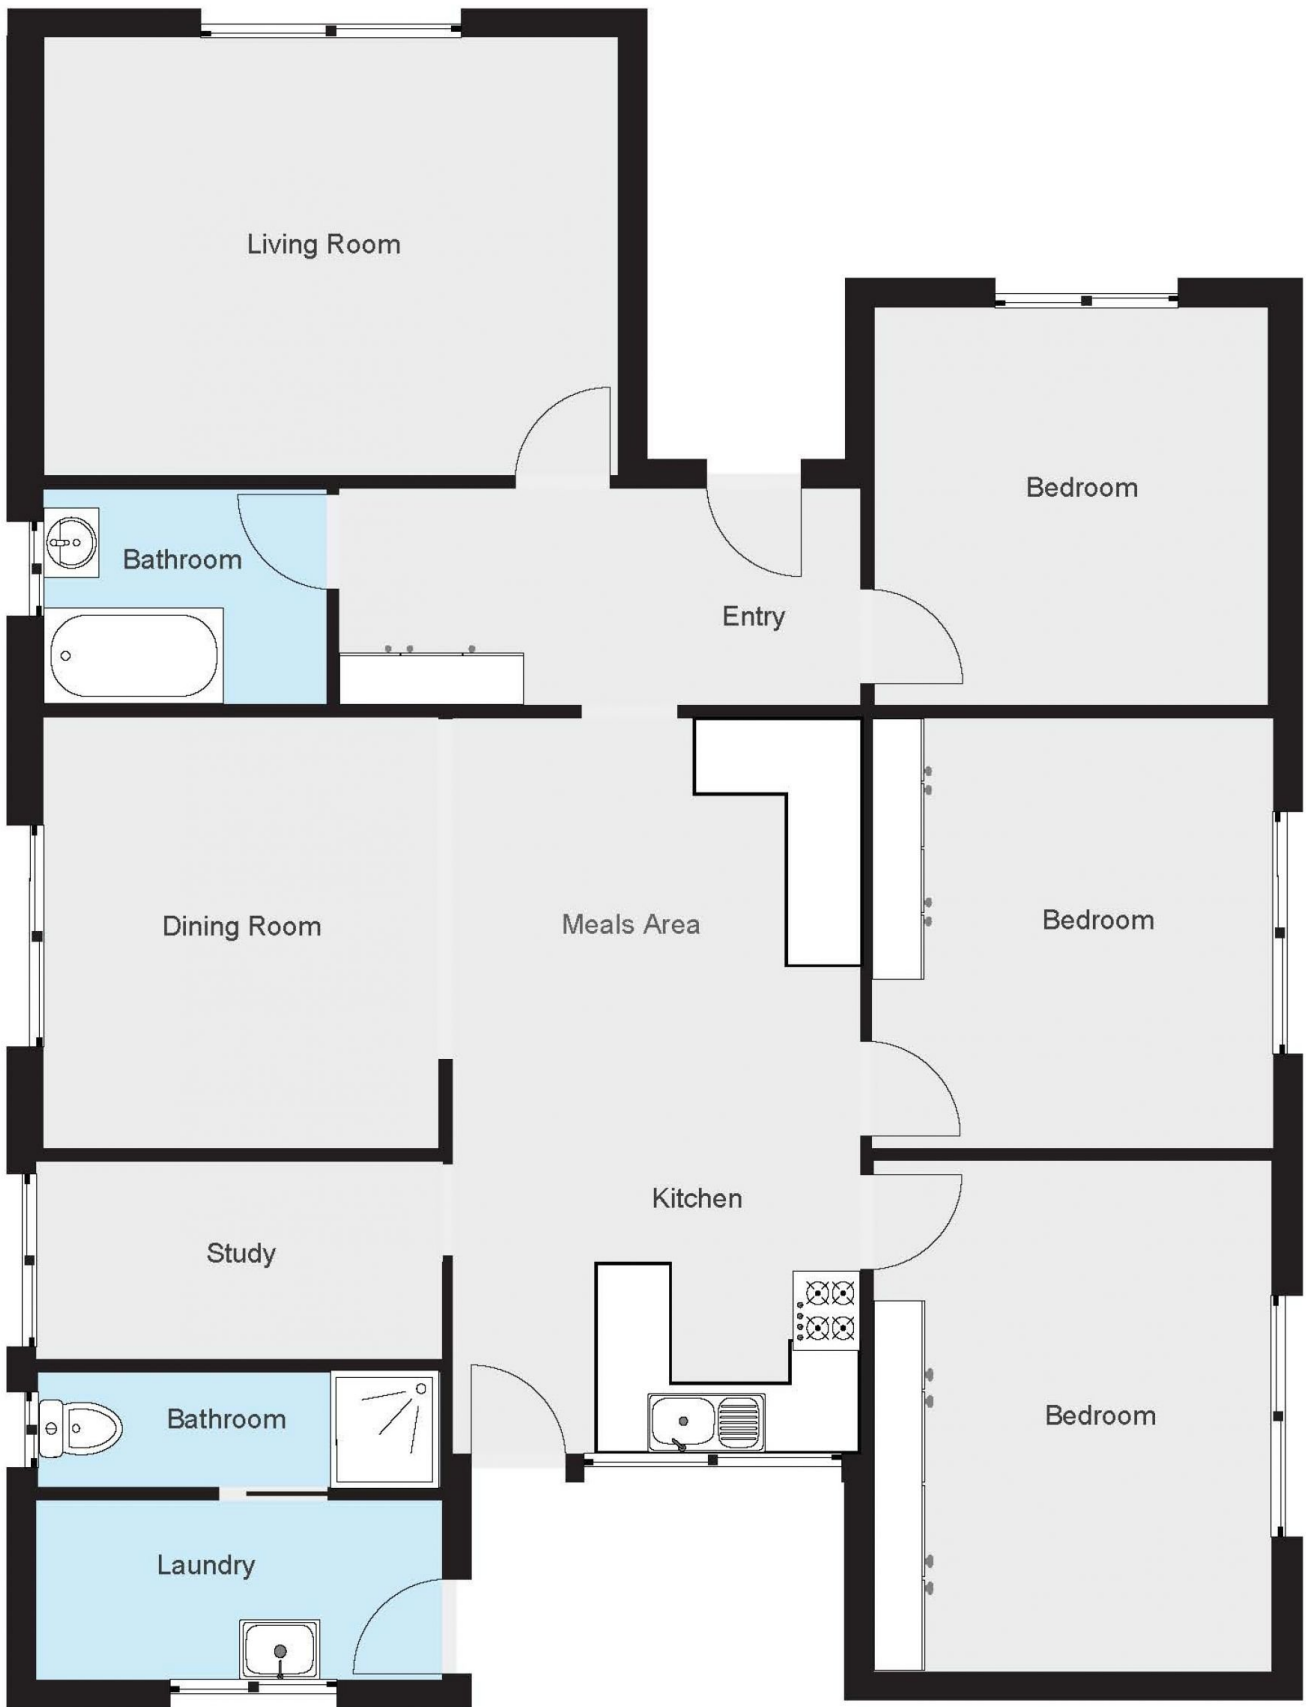 Living Room
Bedroom
Bathroom
Entry
Dining Room
Meals Area
Bedroom
Kitchen
Study
Bathroom
Bedroom
Laundry